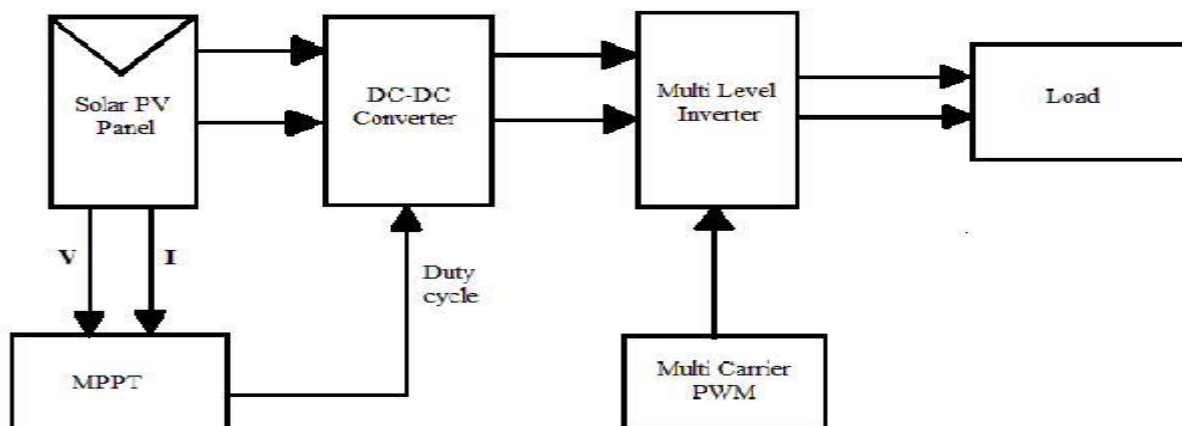 Solar PV
Panel
DC-DC
Converter
Multi Level
Inverter
Load
V
I
Duty
cycle
MPPT
Multi Carrier
PWM